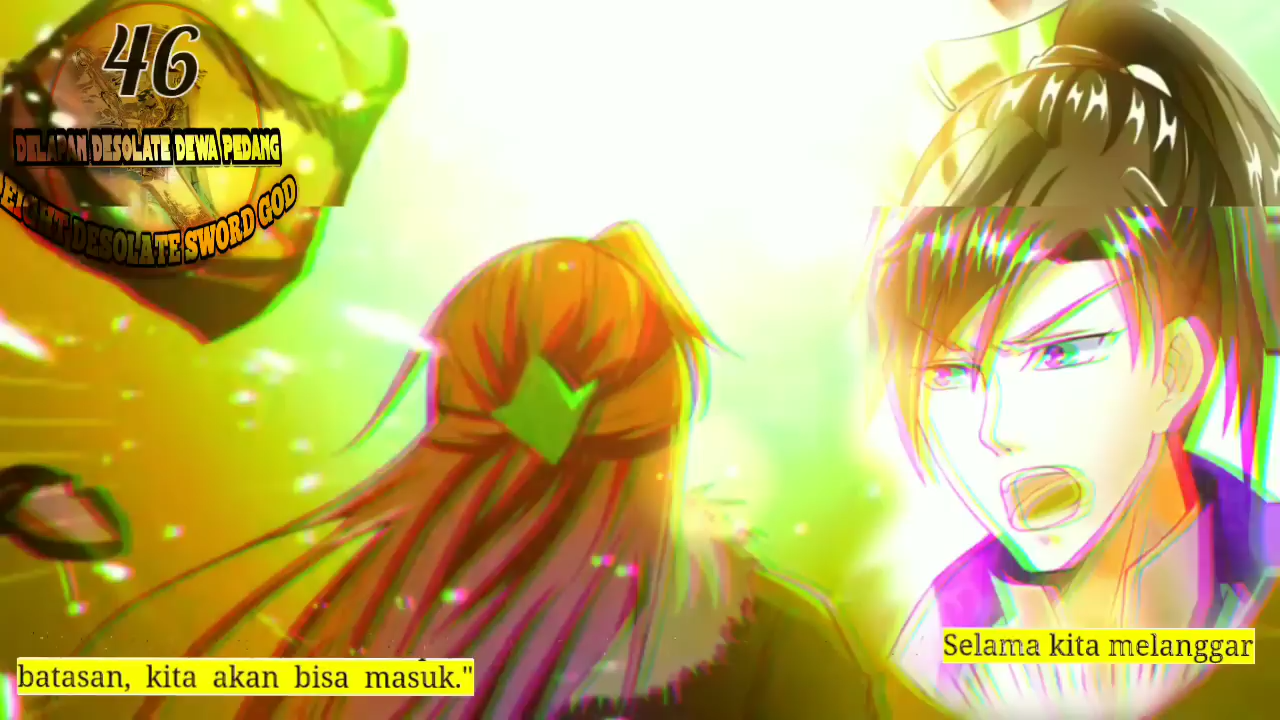 46
DELAPAN DESOLATE DEWA PEDANG
EIGHT DESOLATE SWORD GOD
Selama kita melanggar
batasan, kita akan bisa masuk."